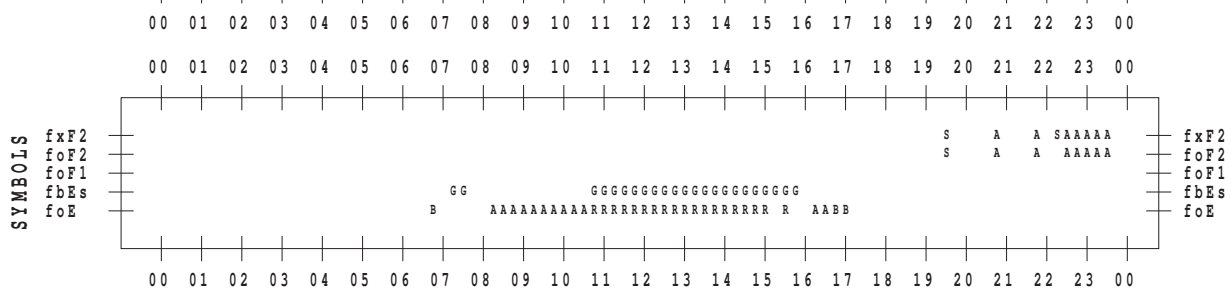 00 01 02 03 04 05 06 07 08 09 10 11 12 13 14 15 16 17 18 19 20 21 22 23 00
00 01 02 03 04 05 06 07 08 09 10 11 12 13 14 15 16 17 18 19 20 21 22 23 00
SYMBOLS
fxF2 S A A SAAAAA fxF2
foF2 S A A AAAAA foF2
foF1 foF1
fbEs GG GGGGGGGGGGGGGGGGGGGGG fbEs
foE B AAAAAAAAAARRRRRRRRRRRRRRRRRR R AABB foE
00 01 02 03 04 05 06 07 08 09 10 11 12 13 14 15 16 17 18 19 20 21 22 23 00